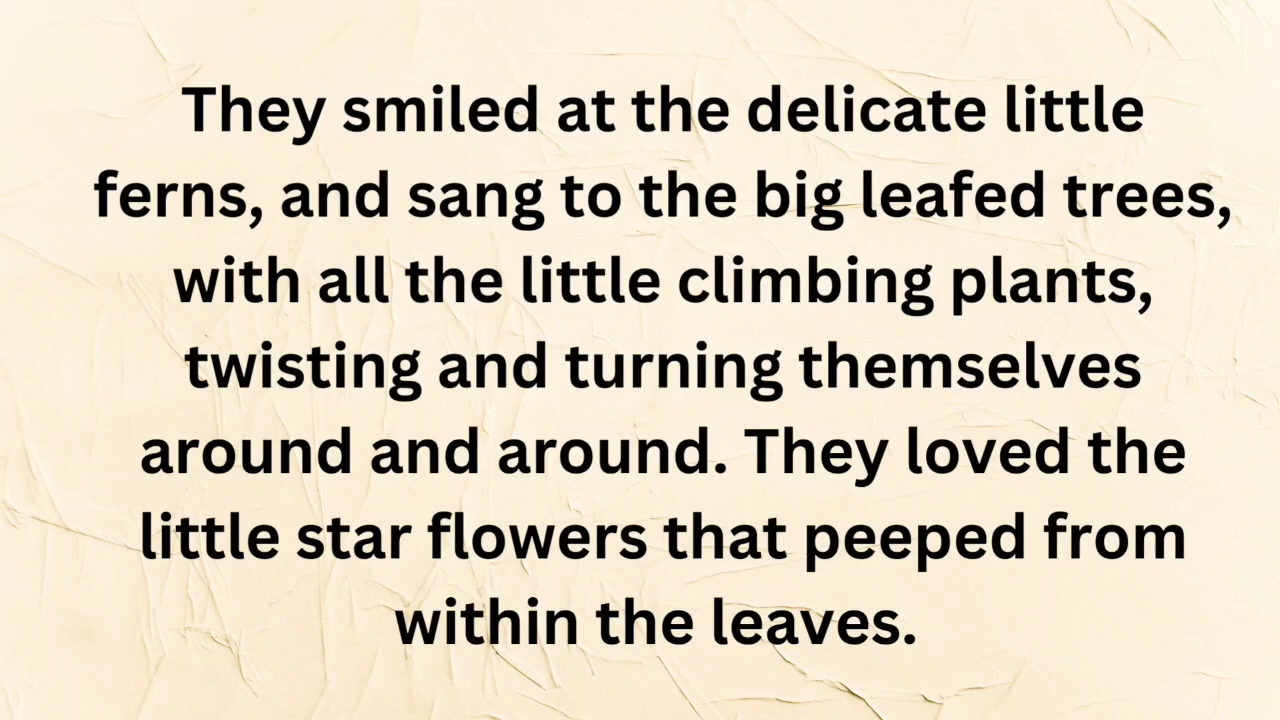 They smiled at the delicate little
ferns, and sang to the big leafed trees,
with all the little climbing plants,
twisting and turning themselves
around and around. They loved the
little star flowers that peeped from
within the leaves.